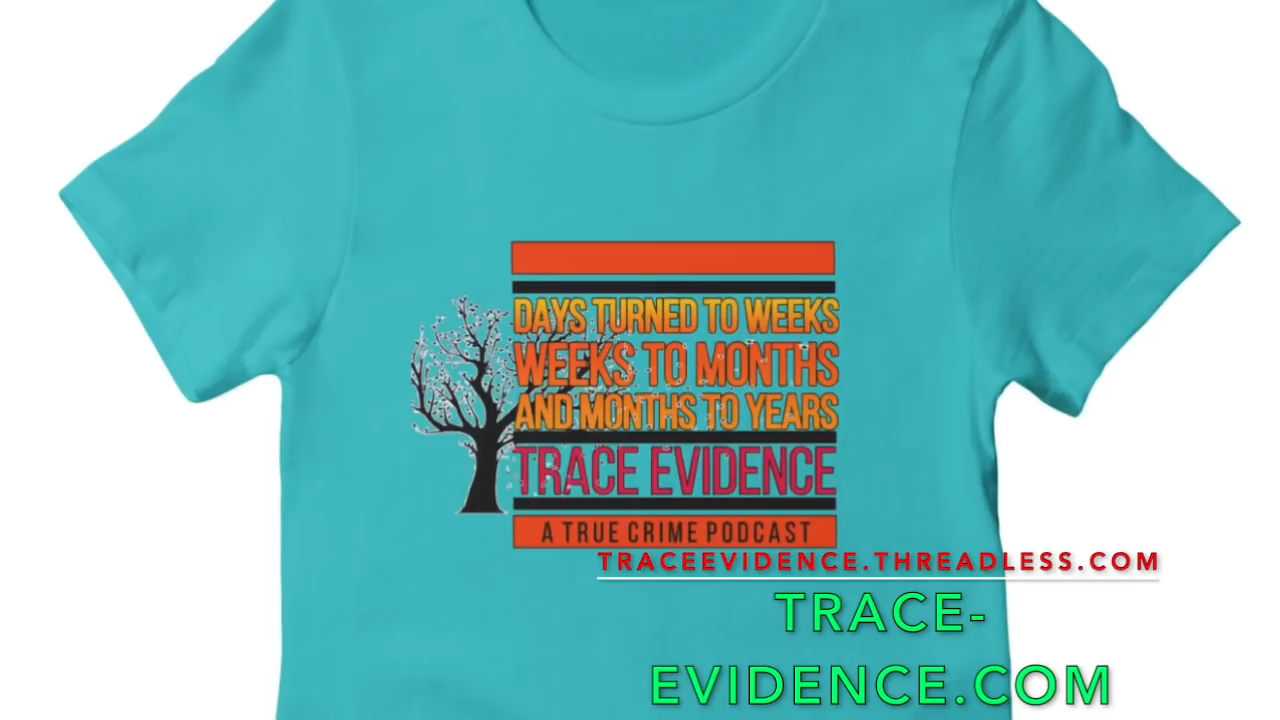 DAYS TURNED TO WEEKS
WEEKS TO MONTHS
AND MONTHS TO YEARS
TRACE EVIDENCE
A TRUE CRIME PODCAST
TRACEEVIDENCE.THREADLESS.COM
TRACE-
EVIDENCE.COM